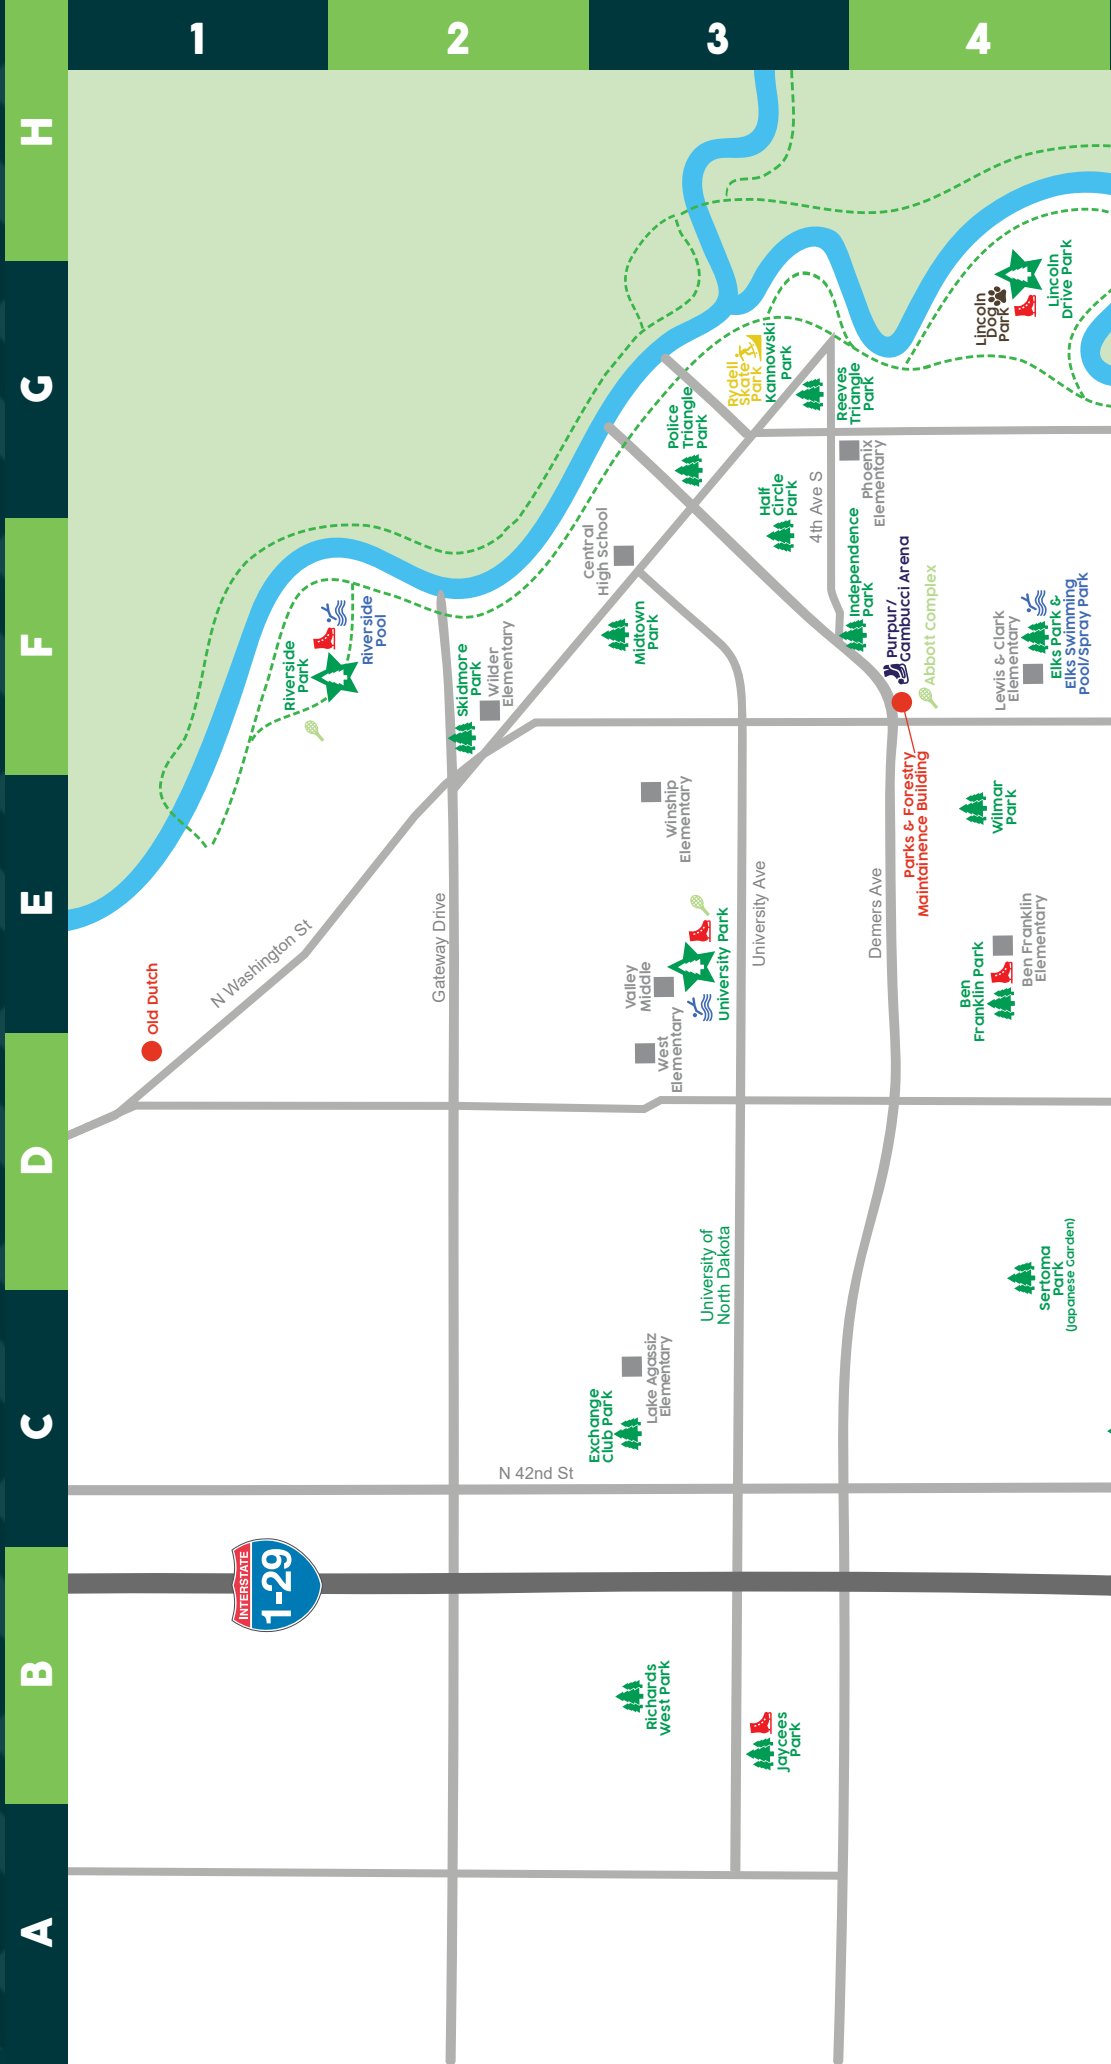 1
2
3
4
H
G
F
E
D
C
B
A
Lincoln
Dog
Park
Lincoln
Drive Park
Rydell
Skate
Park
Kannowski
Park
Police
Triangle
Park
Reeves
Triangle
Park
Phoenix
Elementary
Half
Circle
Park
4th Ave S
Central
High School
Independence
Park
Purpur/
Gambucci Arena
Abbott Complex
Midtown
Park
Lewis & Clark
Elementary
Elks Park &
Elks Swimming
Pool/Spray Park
Riverside
Park
Riverside
Pool
Skidmore
Park
Wilder
Elementary
Winship
Elementary
Parks & Forestry
Maintainence Building
Wilmar
Park
University Ave
Demers Ave
Gateway Drive
N Washington St
Old Dutch
Valley
Middle
University Park
West
Elementary
Ben
Franklin Park
Ben Franklin
Elementary
University of
North Dakota
Sertoma
Park
(Japanese Garden)
Lake Agassiz
Elementary
Exchange
Club Park
N 42nd St
INTERSTATE
1-29
Richards
West Park
Jaycees
Park